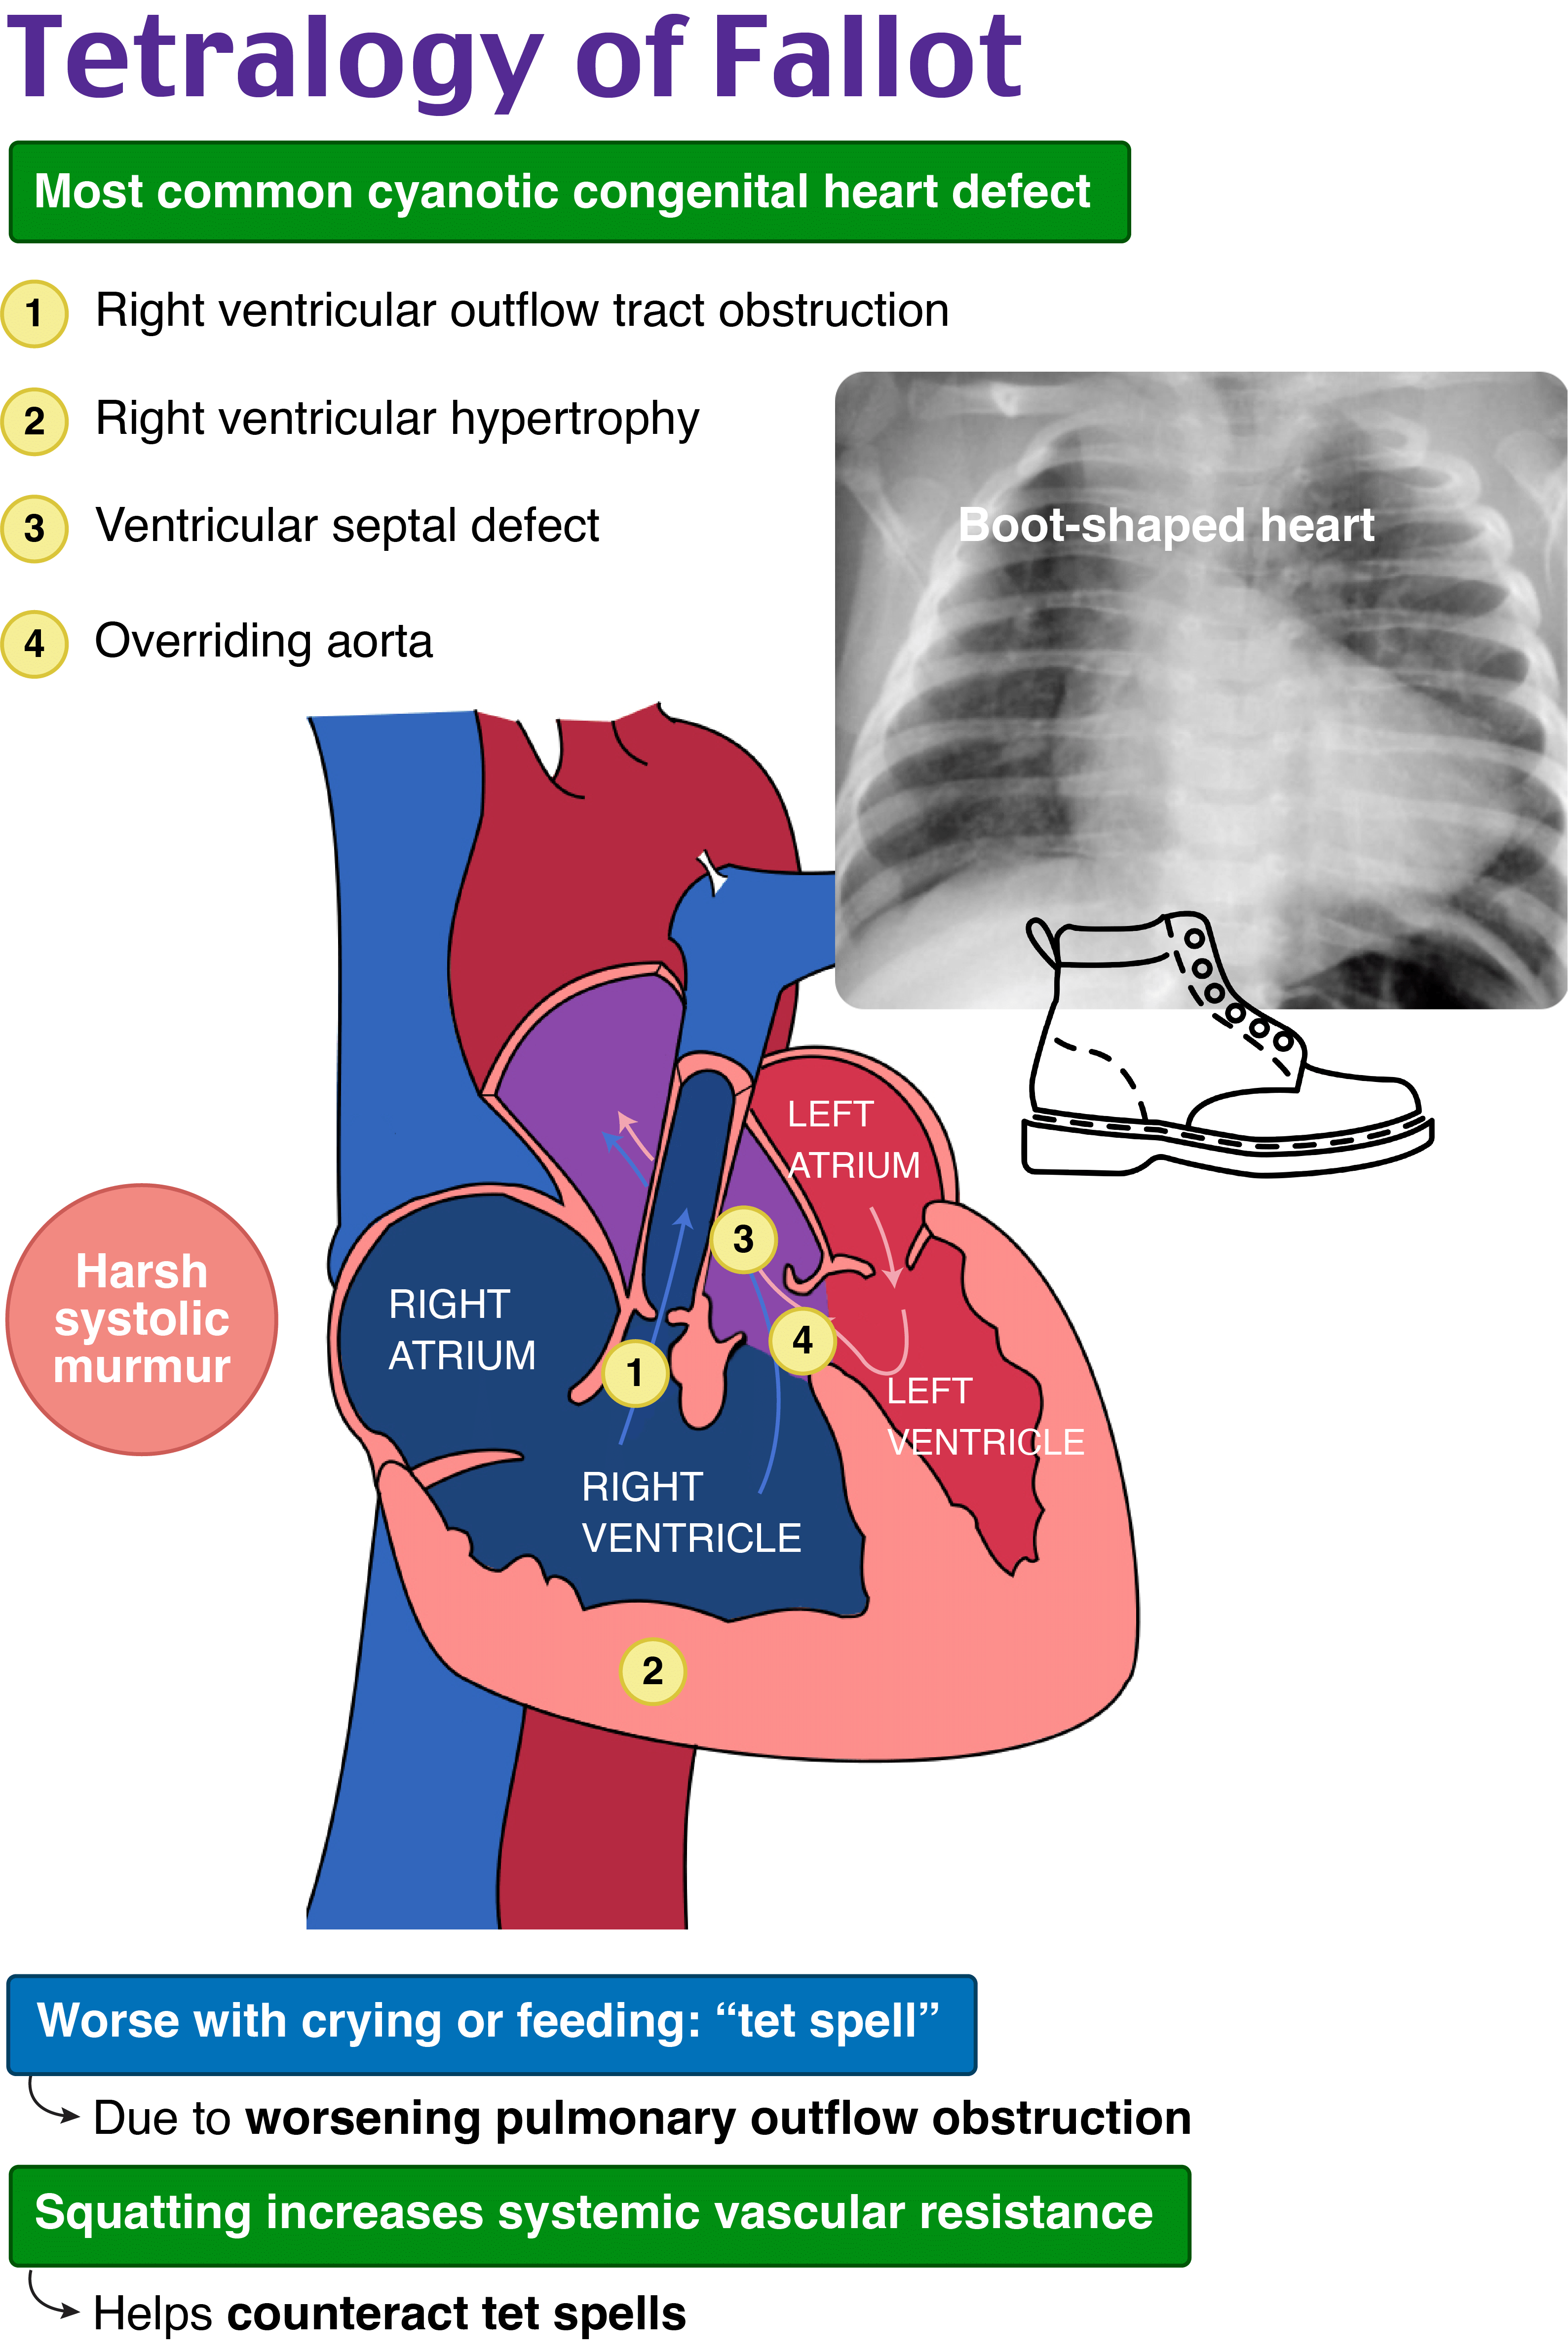 Tetralogy of Fallot
Most common cyanotic congenital heart defect
1 Right ventricular outflow tract obstruction
2 Right ventricular hypertrophy
3 Ventricular septal defect
4 Overriding aorta
Boot-shaped heart
LEFT
ATRIUM
3
Harsh
systolic
murmur
RIGHT
ATRIUM
4
1
LEFT
VENTRICLE
RIGHT
VENTRICLE
2
Worse with crying or feeding: “tet spell”
Due to worsening pulmonary outflow obstruction
Squatting increases systemic vascular resistance
Helps counteract tet spells